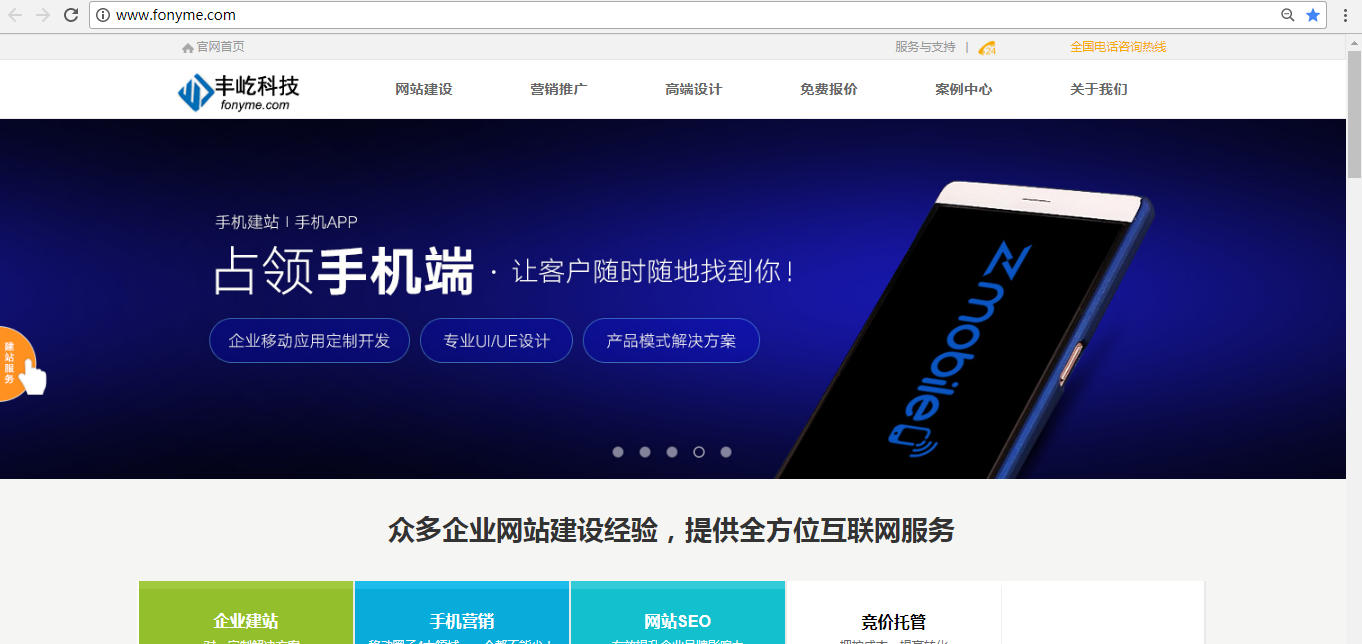 www.fonyme.com
官网首页
服务与支持 |
24
全国电话咨询热线
丰屹科技
fonyme.com
网站建设
营销推广
高端设计
免费报价
案例中心
关于我们
手机建站 | 手机APP
占领手机端 · 让客户随时随地找到你！
企业移动应用定制开发
专业UI/UE设计
产品模式解决方案
mobile
建站服务
众多企业网站建设经验，提供全方位互联网服务
企业建站
手机营销
网站SEO
竞价托管